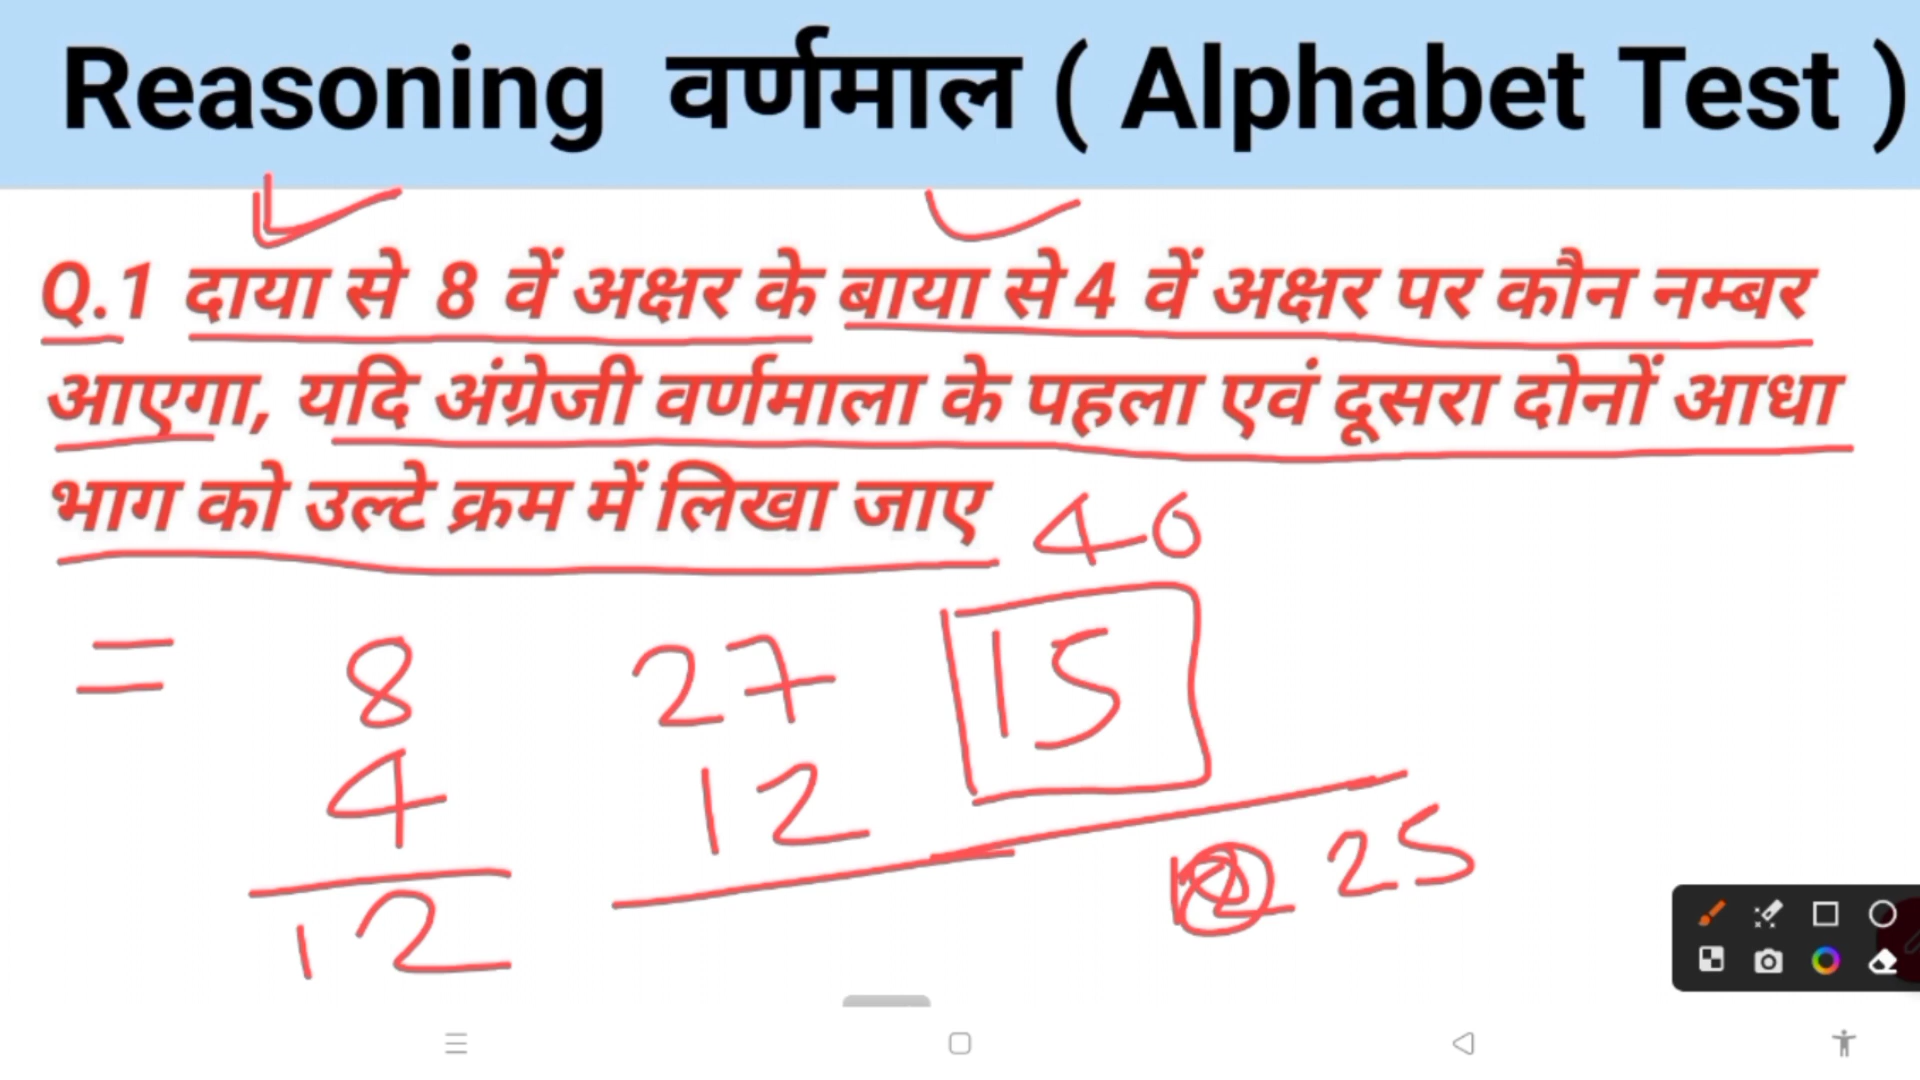 Reasoning वर्णमाल ( Alphabet Test )
Q.1 दाया से 8 वें अक्षर के बाया से 4 वें अक्षर पर कौन नम्बर
आएगा, यदि अंग्रेजी वर्णमाला के पहला एवं दूसरा दोनों आधा
भाग को उल्टे क्रम में लिखा जाए
40
= 8 27 15
4 12
25
12